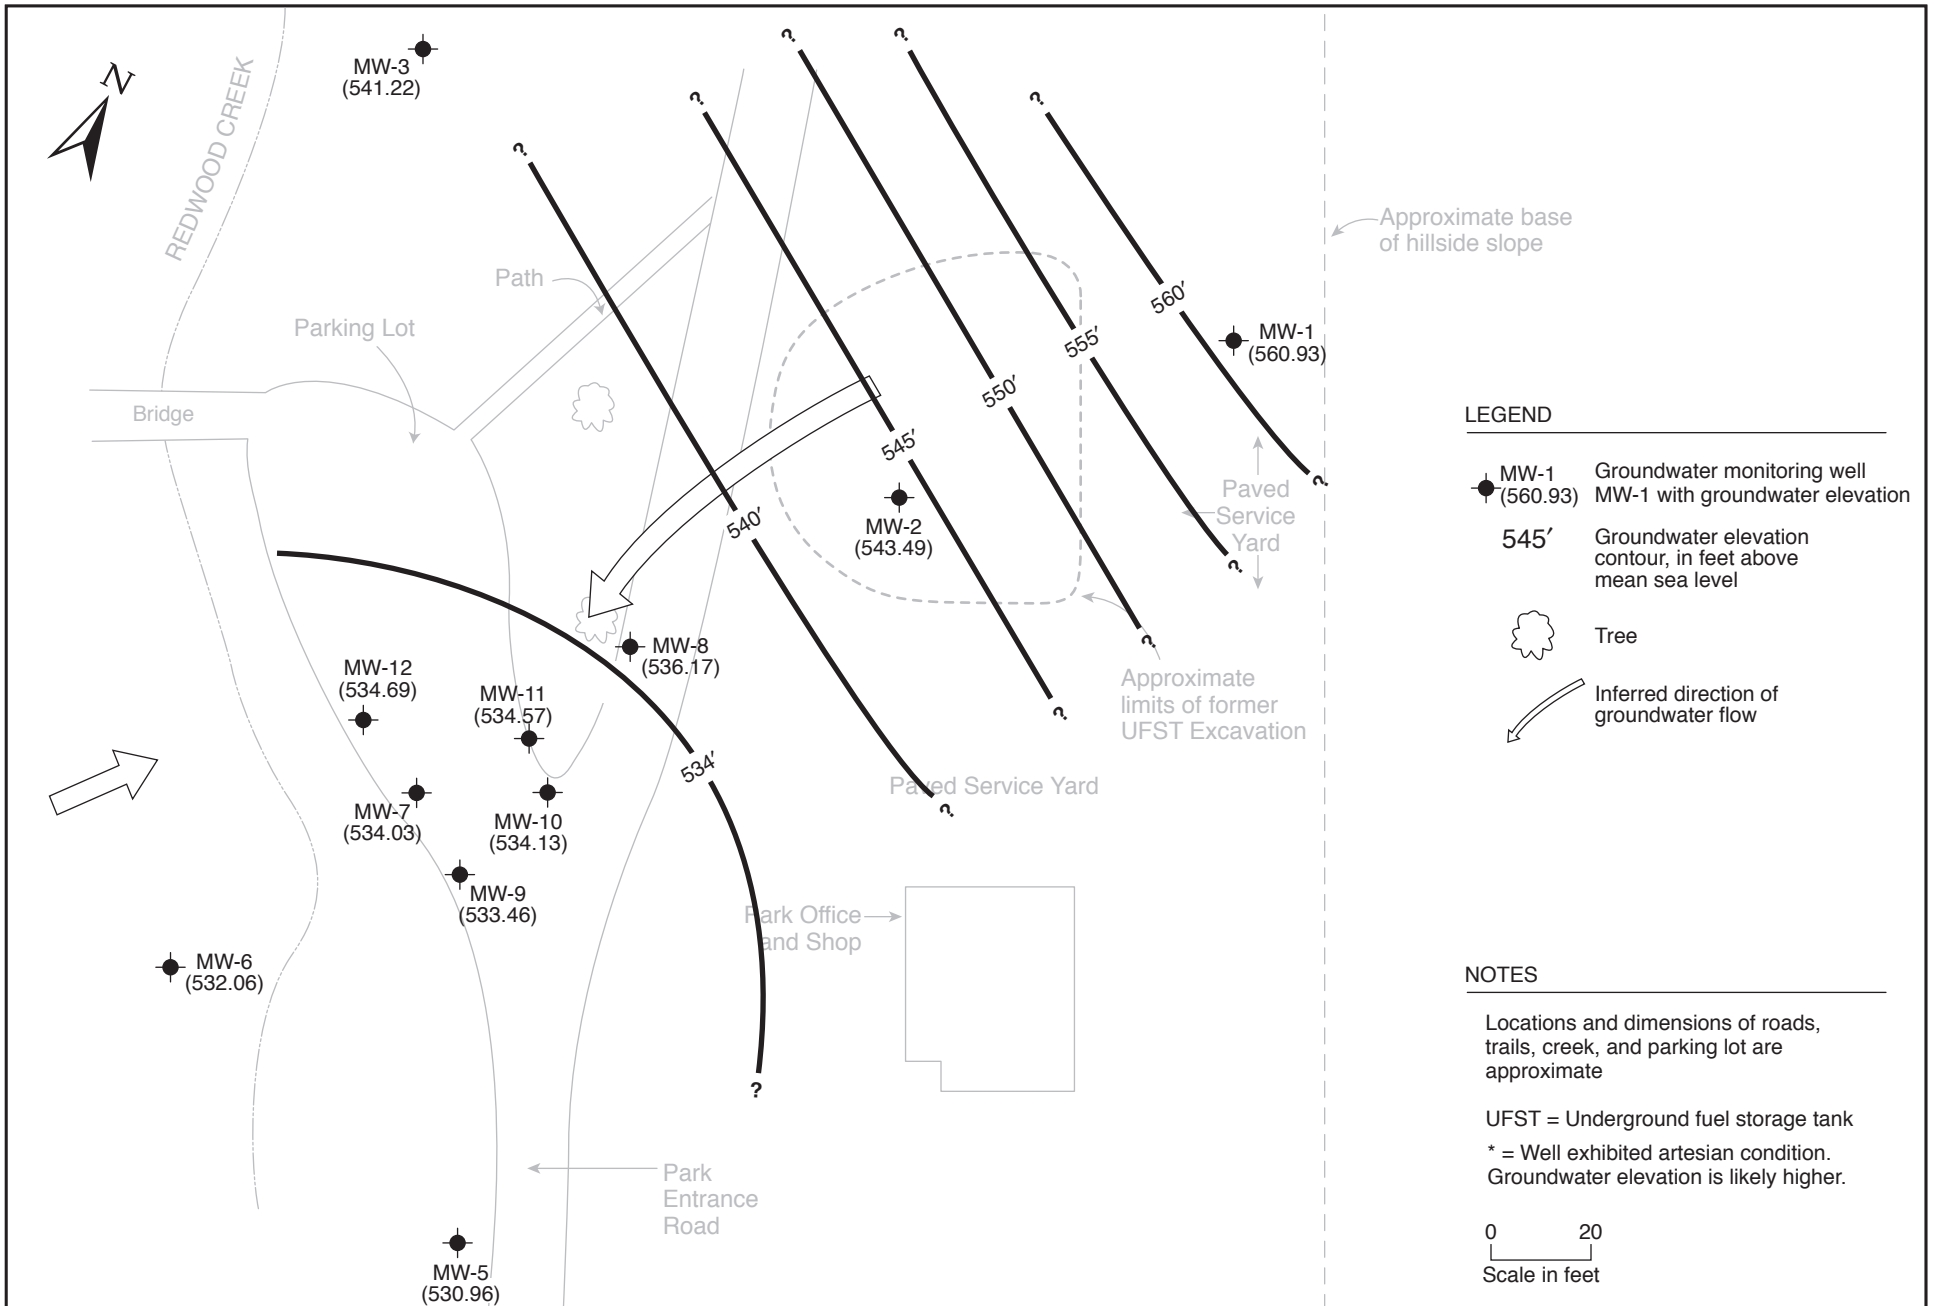 N
REDWOOD CREEK
MW-3
(541.22)
?
?
?
?
?
Approximate base
of hillside slope
Path
Parking Lot
Bridge
560′
555′
550′
545′
540′
534′
MW-1
(560.93)
?
Paved
Service
Yard
?
MW-2
(543.49)
?
?
Approximate
limits of former
UFST Excavation
MW-8
(536.17)
MW-12
(534.69)
MW-11
(534.57)
Paved Service Yard
?
MW-7
(534.03)
MW-10
(534.13)
MW-9
(533.46)
Park Office
and Shop
MW-6
(532.06)
?
Park
Entrance
Road
MW-5
(530.96)
LEGEND
MW-1
(560.93)
Groundwater monitoring well
MW-1 with groundwater elevation
545′
Groundwater elevation
contour, in feet above
mean sea level
Tree
Inferred direction of
groundwater flow
NOTES
Locations and dimensions of roads,
trails, creek, and parking lot are
approximate
UFST = Underground fuel storage tank
* = Well exhibited artesian condition.
Groundwater elevation is likely higher.
0 20
Scale in feet